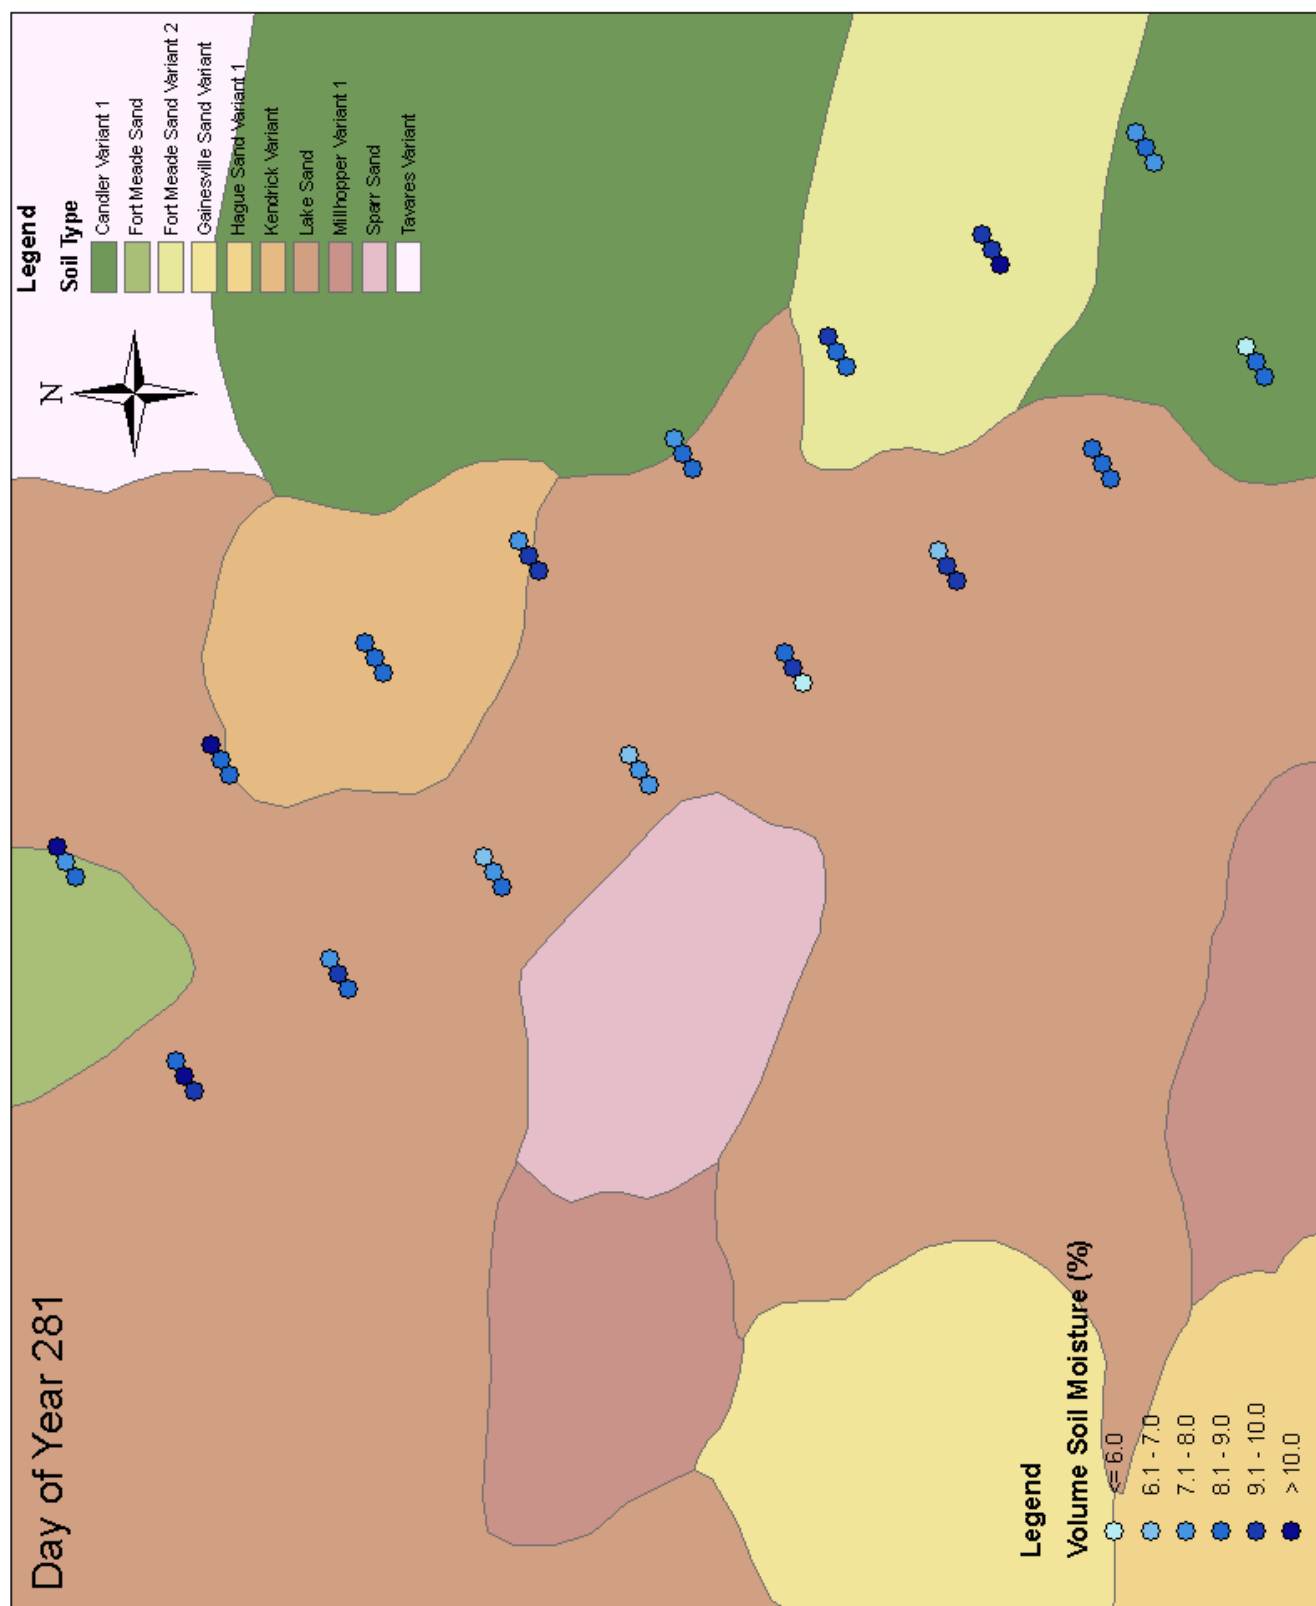 Day of Year 281
N
Legend
Soil Type
Candler Variant 1
Fort Meade Sand
Fort Meade Sand Variant 2
Gainesville Sand Variant
Hague Sand Variant 1
Kendrick Variant
Lake Sand
Millhopper Variant 1
Sparr Sand
Tavares Variant
Legend
Volume Soil Moisture (%)
<= 6.0
6.1 - 7.0
7.1 - 8.0
8.1 - 9.0
9.1 - 10.0
> 10.0